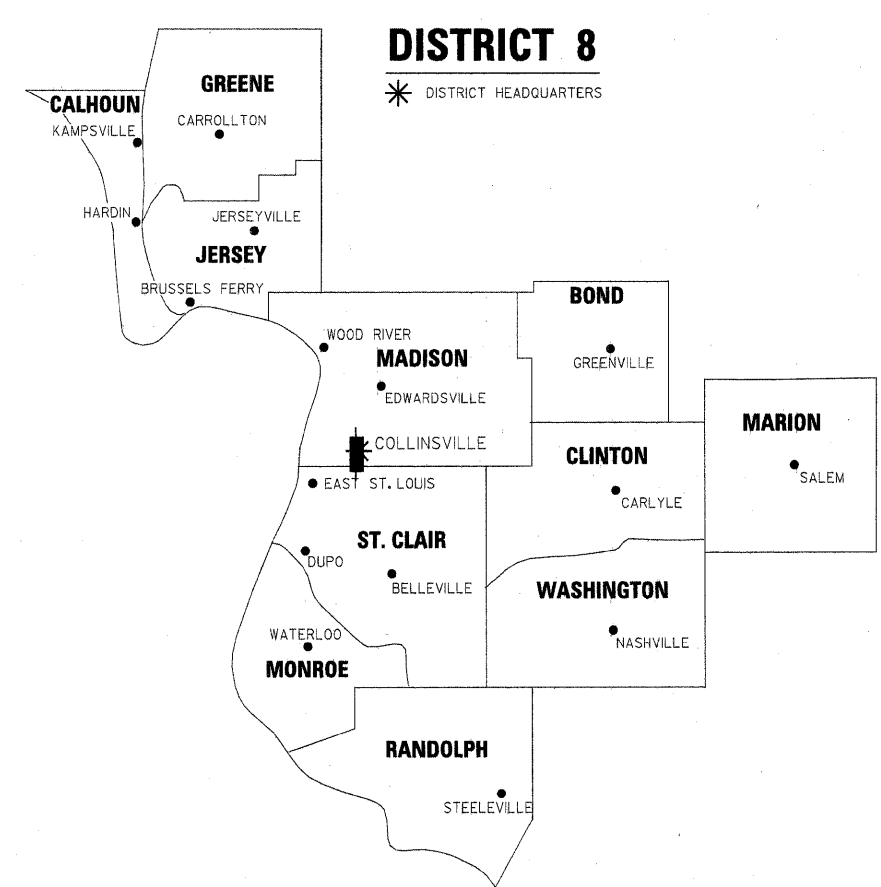 DISTRICT 8
DISTRICT HEADQUARTERS
GREENE
CALHOUN
KAMPSVILLE
CARROLLTON
HARDIN
JERSEYVILLE
JERSEY
BRUSSELS FERRY
BOND
WOOD RIVER
MADISON
GREENVILLE
EDWARDSVILLE
MARION
COLLINSVILLE
CLINTON
SALEM
EAST ST. LOUIS
CARLYLE
ST. CLAIR
DUPO
BELLEVILLE
WASHINGTON
WATERLOO
NASHVILLE
MONROE
RANDOLPH
STEELEVILLE